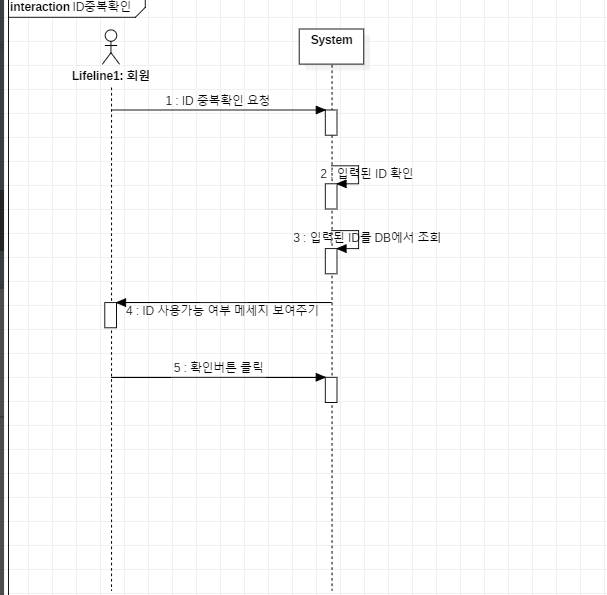 interaction ID중복확인
System
Lifeline1: 회원
1 : ID 중복확인 요청
2 : 입력된 ID 확인
3 : 입력된 ID를 DB에서 조회
4 : ID 사용가능 여부 메세지 보여주기
5 : 확인버튼 클릭